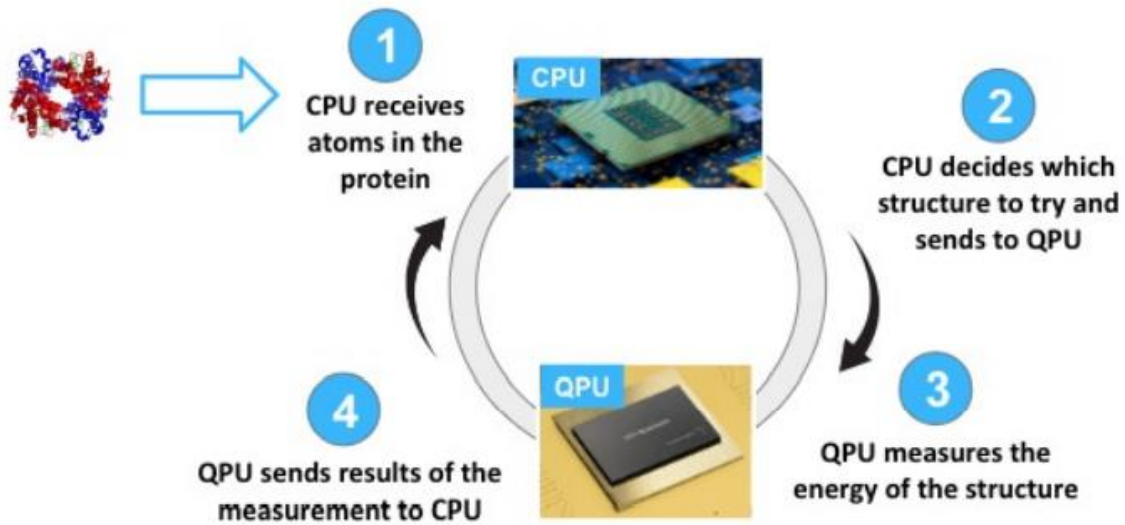 1
CPU receives
atoms in the
protein
CPU
2
CPU decides which
structure to try and
sends to QPU
3
QPU measures the
energy of the structure
QPU
4
QPU sends results of the
measurement to CPU